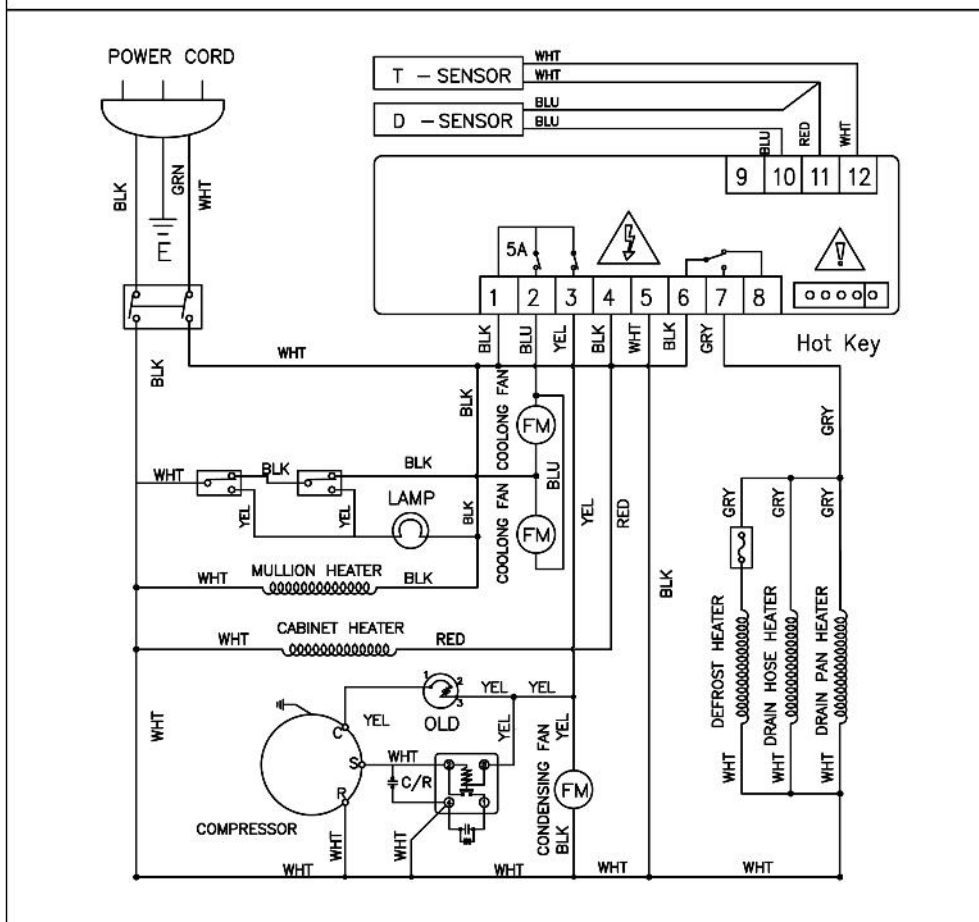 POWER CORD
T - SENSOR
WHT
WHT
D - SENSOR
BLU
BLU
BLU
RED
WHT
9 10 11 12
BLK
GRN
WHT
E
5A
1 2 3 4 5 6 7 8
Hot Key
BLK
BLU
YEL
BLK
WHT
BLK
GRY
WHT
BLK
BLK
COOLONG FAN
FM
GRY
WHT
BLK
BLK
BLU
YEL
YEL
LAMP
BLK
COOLONG FAN
FM
YEL
RED
GRY
GRY
GRY
WHT
MULLION HEATER
BLK
BLK
WHT
CABINET HEATER
RED
DEFROST HEATER
DRAIN HOSE HEATER
DRAIN PAN HEATER
1
2
3
YEL
YEL
OLD
YEL
YEL
YEL
WHT
C
S
R
WHT
C/R
CONDENSING FAN
FM
BLK
WHT
WHT
WHT
COMPRESSOR
WHT
WHT
WHT
WHT
WHT
WHT